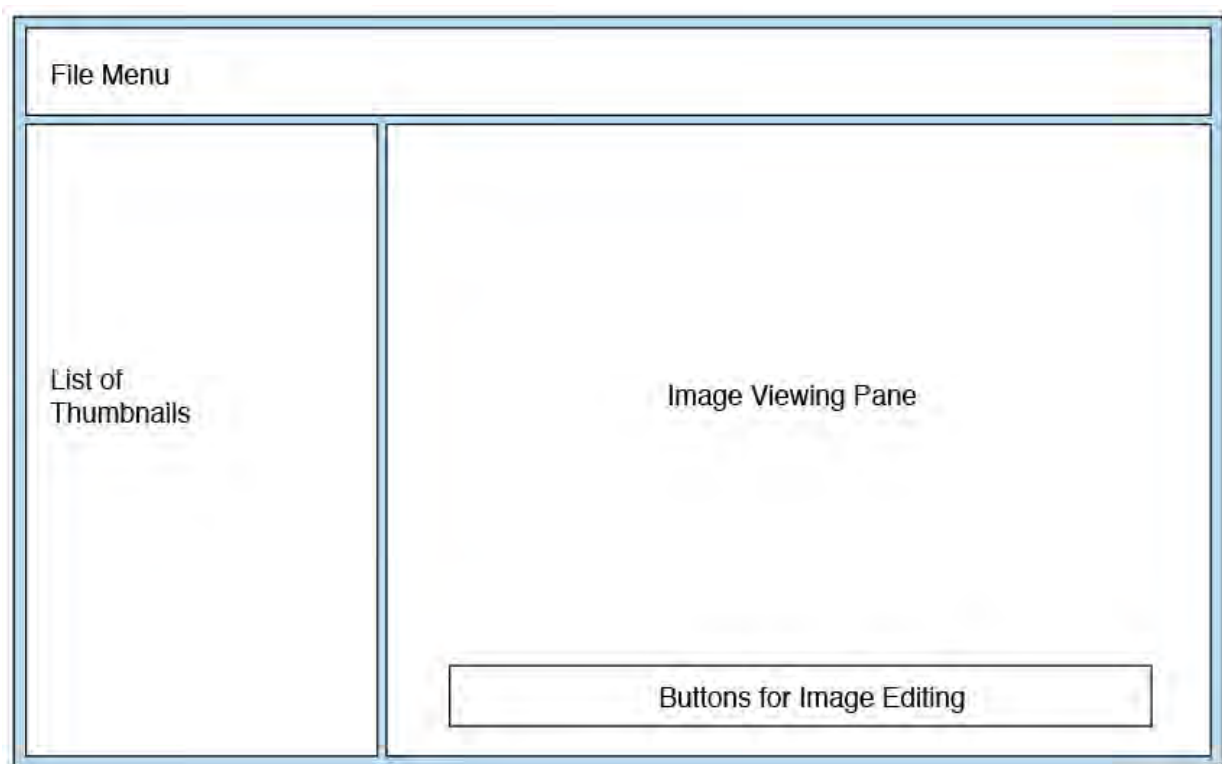 File Menu
List of
Thumbnails
Image Viewing Pane
Buttons for Image Editing